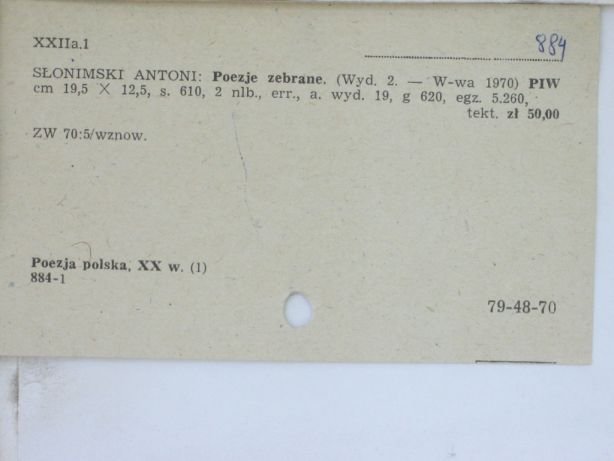 XXIIa.1
884
SŁONIMSKI ANTONI: Poezje zebrane. (Wyd. 2. — W-wa 1970) PIW
cm 19,5 X 12,5, s. 610, 2 nlb., err., a. wyd. 19, g 620, egz. 5.260,
tekt. zł 50,00
ZW 70:5/wznow.
Poezja polska, XX w. (1)
884-1
79-48-70